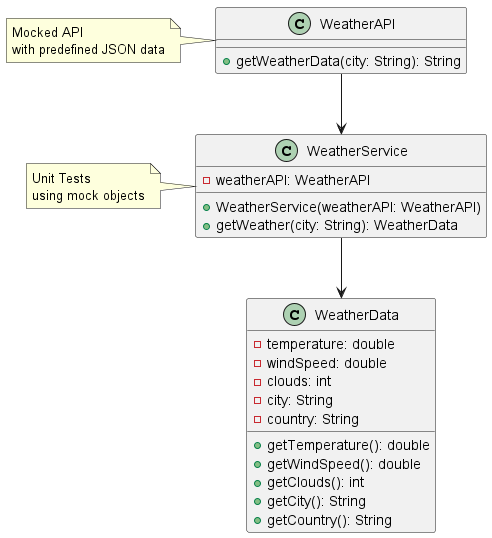 Mocked API
with predefined JSON data
C WeatherAPI
getWeatherData(city: String): String
Unit Tests
using mock objects
C WeatherService
weatherAPI: WeatherAPI
WeatherService(weatherAPI: WeatherAPI)
getWeather(city: String): WeatherData
C WeatherData
temperature: double
windSpeed: double
clouds: int
city: String
country: String
getTemperature(): double
getWindSpeed(): double
getClouds(): int
getCity(): String
getCountry(): String